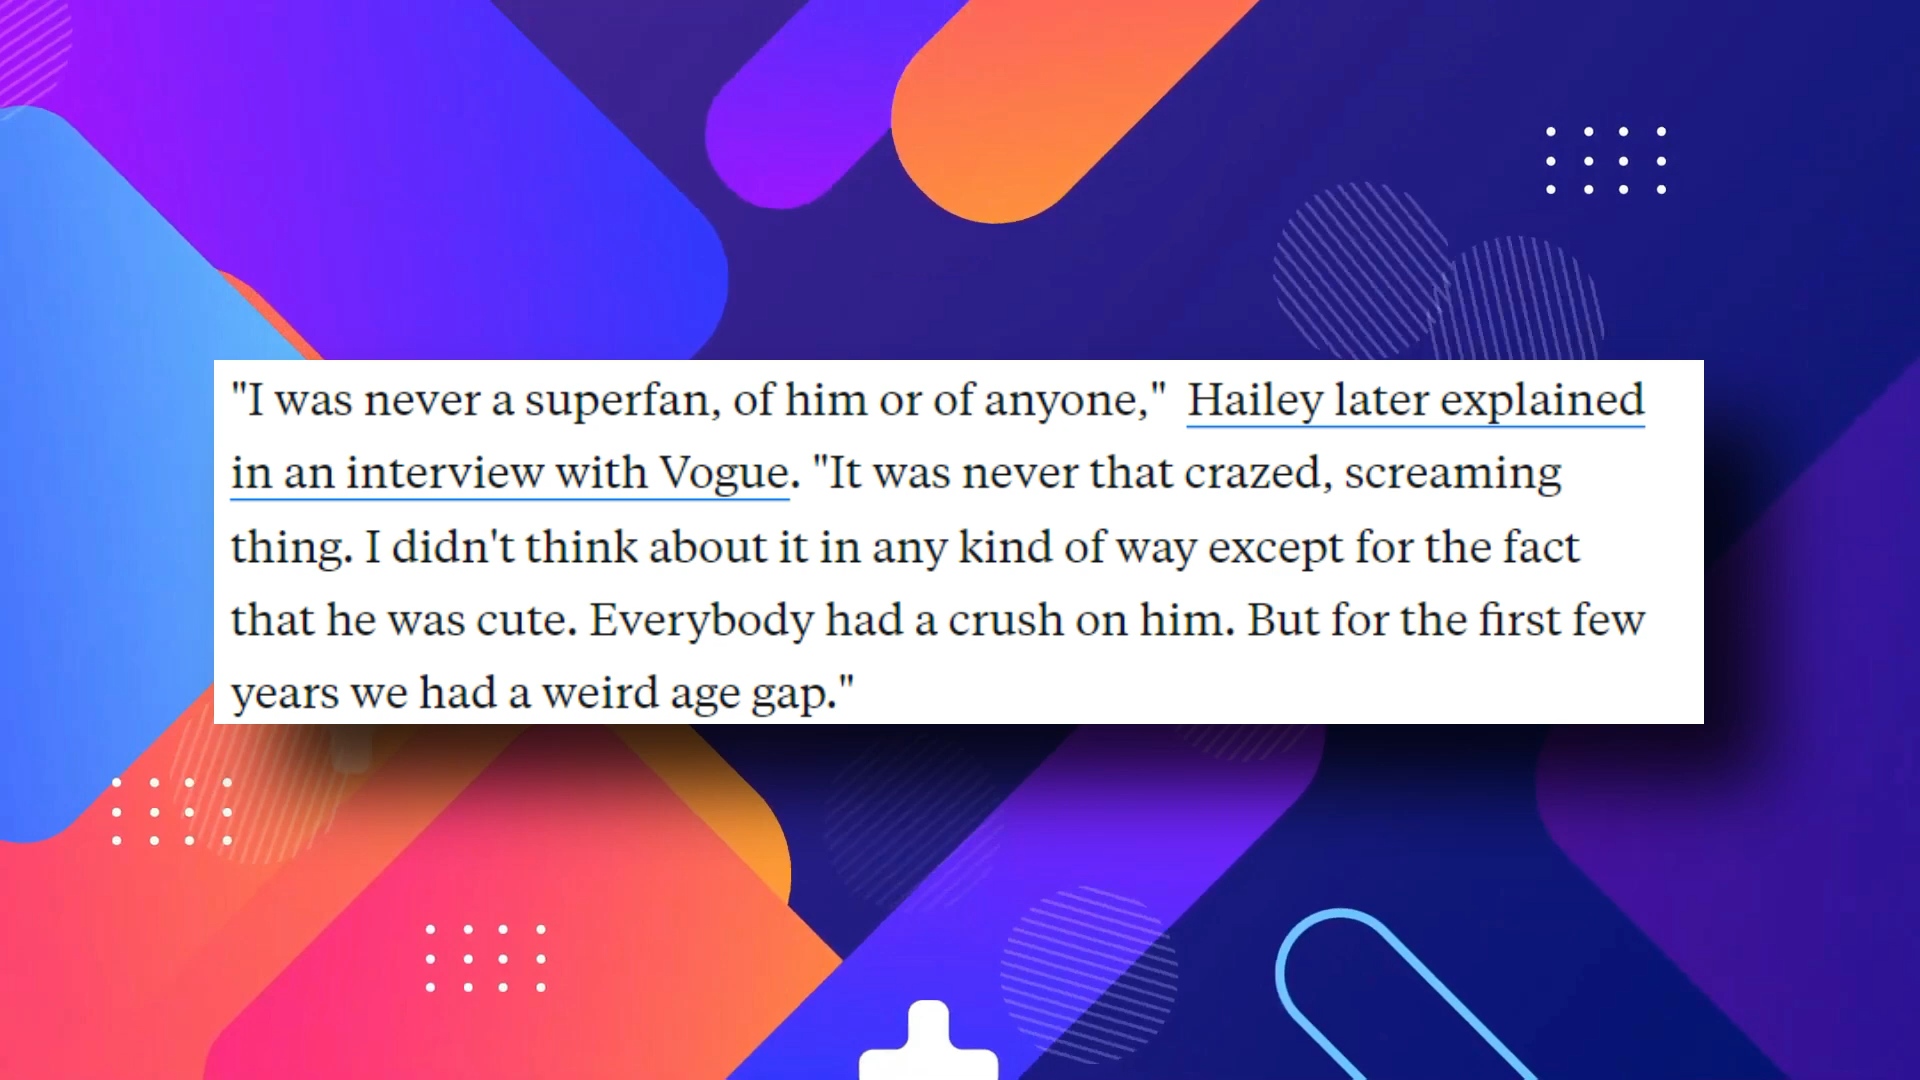 "I was never a superfan, of him or of anyone," Hailey later explained
in an interview with Vogue. "It was never that crazed, screaming
thing. I didn't think about it in any kind of way except for the fact
that he was cute. Everybody had a crush on him. But for the first few
years we had a weird age gap."